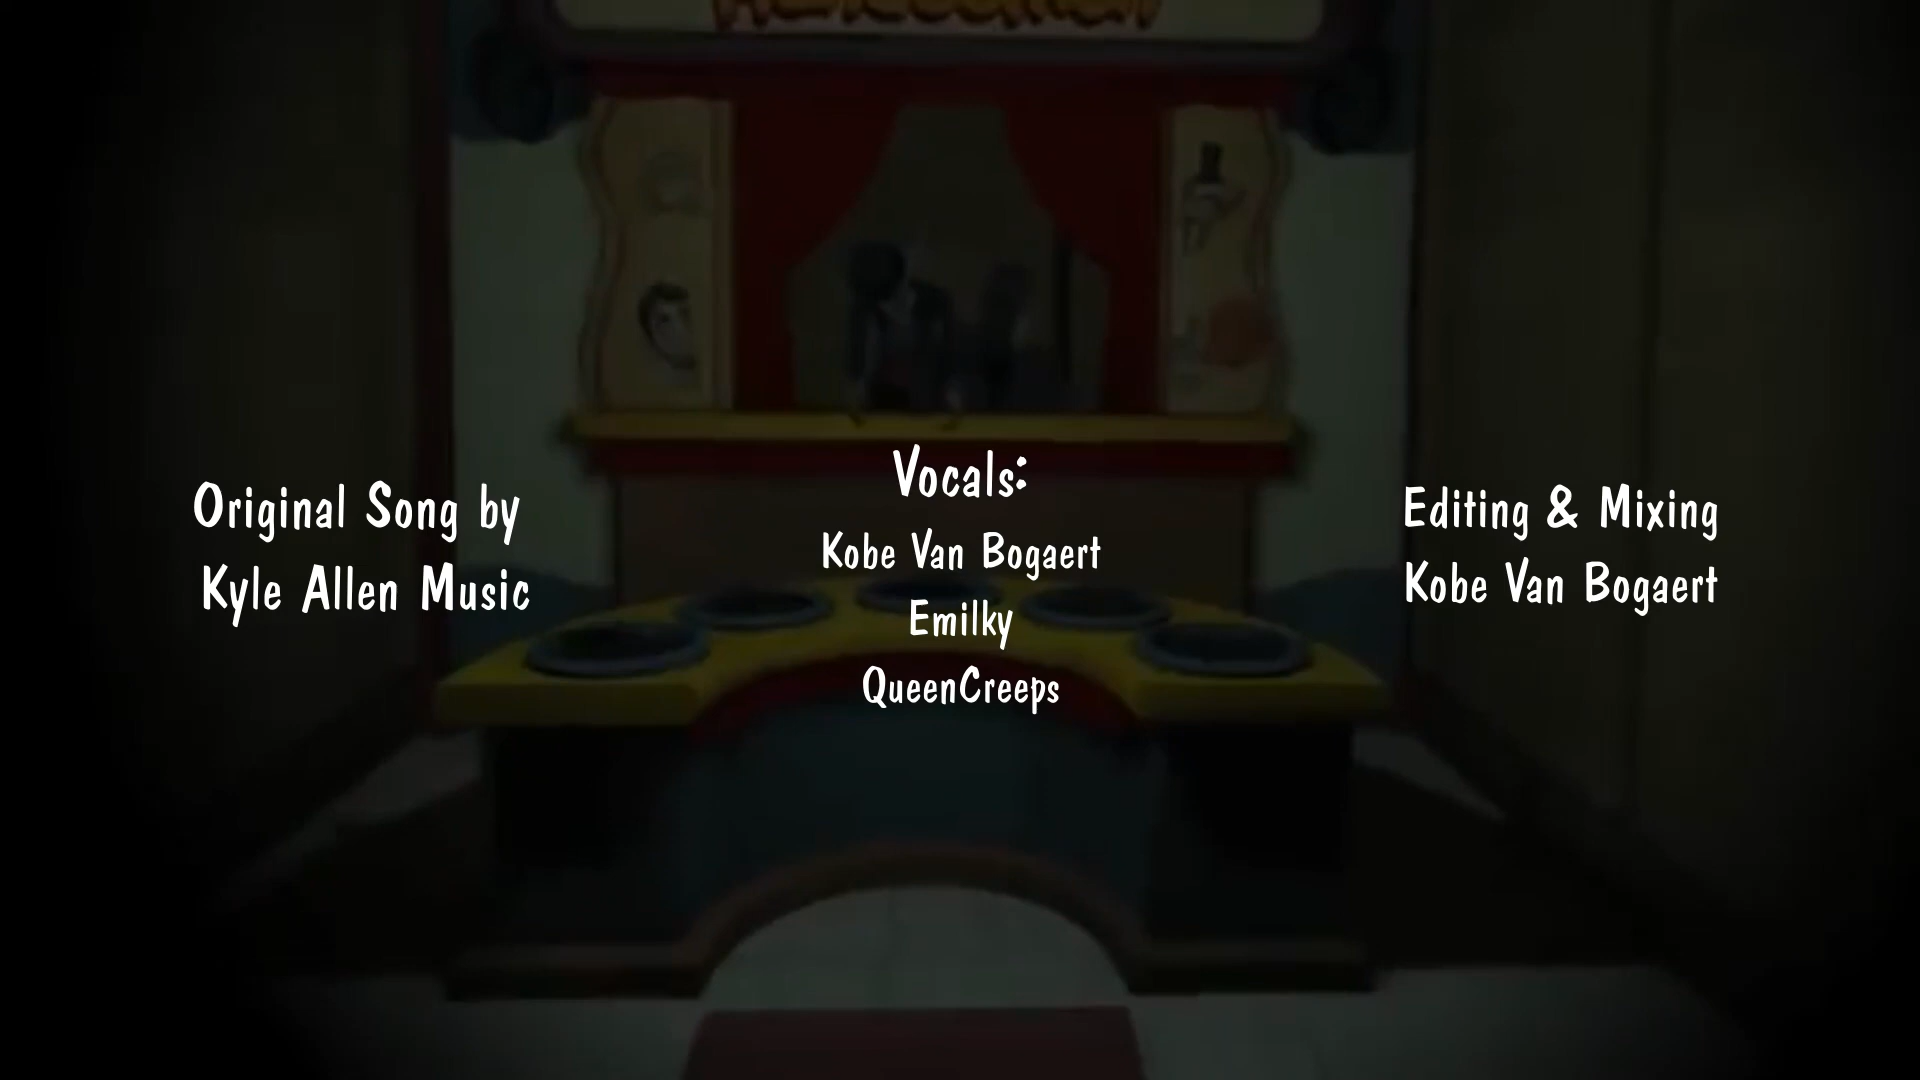 Original Song by
Kyle Allen Music
Vocals:
Kobe Van Bogaert
Emilky
QueenCreeps
Editing & Mixing
Kobe Van Bogaert